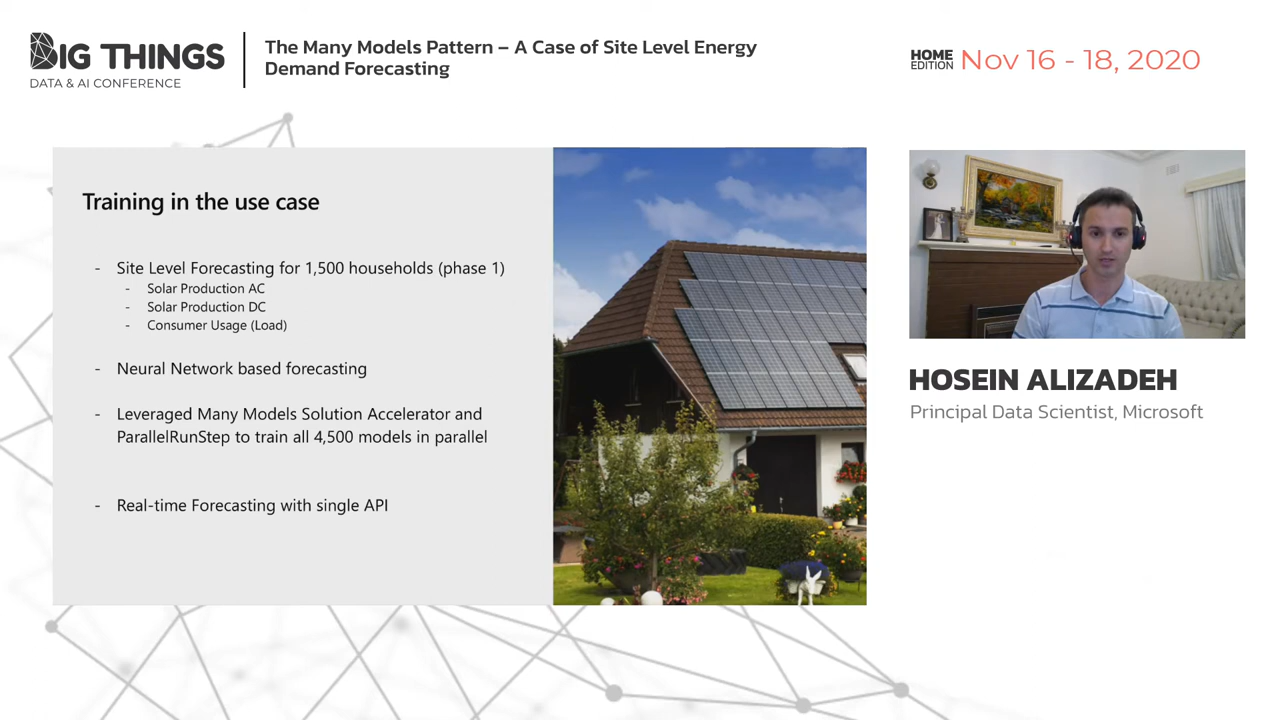 BIG THINGS
DATA & AI CONFERENCE
The Many Models Pattern – A Case of Site Level Energy
Demand Forecasting
HOME
EDITION
Nov 16 - 18, 2020
Training in the use case
- Site Level Forecasting for 1,500 households (phase 1)
- Solar Production AC
- Solar Production DC
- Consumer Usage (Load)
- Neural Network based forecasting
- Leveraged Many Models Solution Accelerator and
ParallelRunStep to train all 4,500 models in parallel
- Real-time Forecasting with single API
HOSEIN ALIZADEH
Principal Data Scientist, Microsoft